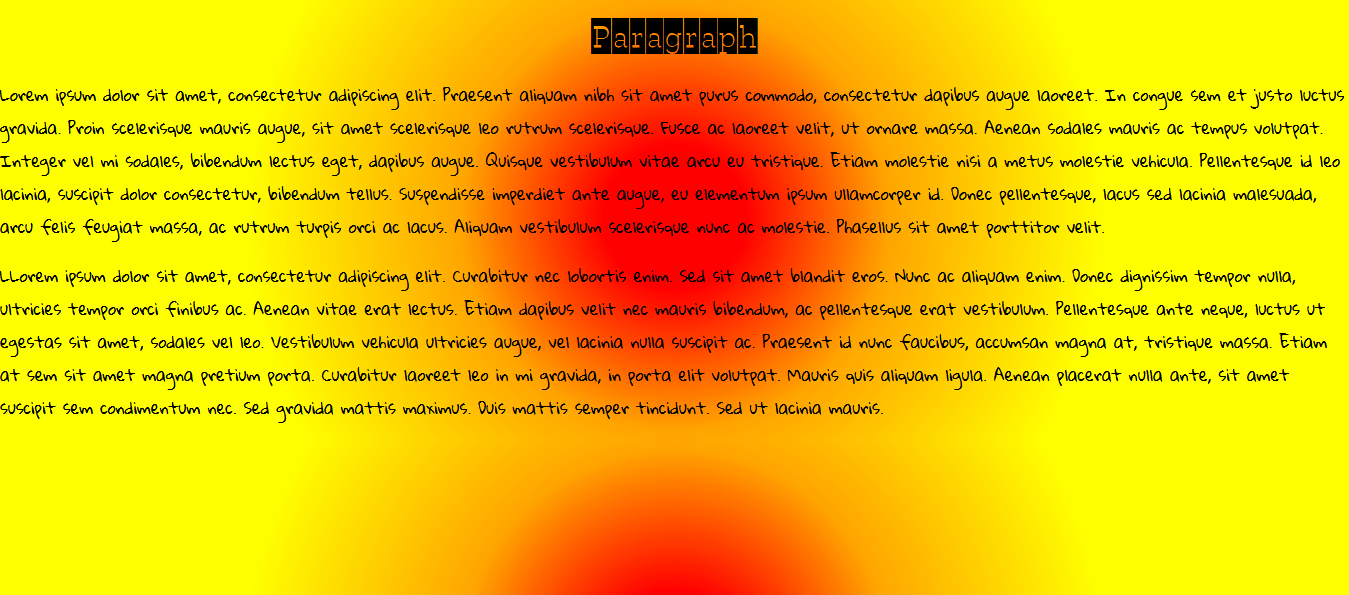 Paragraph
Lorem ipsum dolor sit amet, consectetur adipiscing elit. Praesent aliquam nibh sit amet purus commodo, consectetur dapibus augue laoreet. In congue sem et justo luctus
gravida. Proin scelerisque mauris augue, sit amet scelerisque leo rutrum scelerisque. Fusce ac laoreet velit, ut ornare massa. Aenean sodales mauris ac tempus volutpat.
Integer vel mi sodales, bibendum lectus eget, dapibus augue. Quisque vestibulum vitae arcu eu tristique. Etiam molestie nisi a metus molestie vehicula. Pellentesque id leo
lacinia, suscipit dolor consectetur, bibendum tellus. Suspendisse imperdiet ante augue, eu elementum ipsum ullamcorper id. Donec pellentesque, lacus sed lacinia malesuada,
arcu felis feugiat massa, ac rutrum turpis orci ac lacus. Aliquam vestibulum scelerisque nunc ac molestie. Phasellus sit amet porttitor velit.
LLorem ipsum dolor sit amet, consectetur adipiscing elit. Curabitur nec lobortis enim. Sed sit amet blandit eros. Nunc ac aliquam enim. Donec dignissim tempor nulla,
ultricies tempor orci finibus ac. Aenean vitae erat lectus. Etiam dapibus velit nec mauris bibendum, ac pellentesque erat vestibulum. Pellentesque ante neque, luctus ut
egestas sit amet, sodales vel leo. Vestibulum vehicula ultricies augue, vel lacinia nulla suscipit ac. Praesent id nunc faucibus, accumsan magna at, tristique massa. Etiam
at sem sit amet magna pretium porta. Curabitur laoreet leo in mi gravida, in porta elit volutpat. Mauris quis aliquam ligula. Aenean placerat nulla ante, sit amet
suscipit sem condimentum nec. Sed gravida mattis maximus. Duis mattis semper tincidunt. Sed ut lacinia mauris.